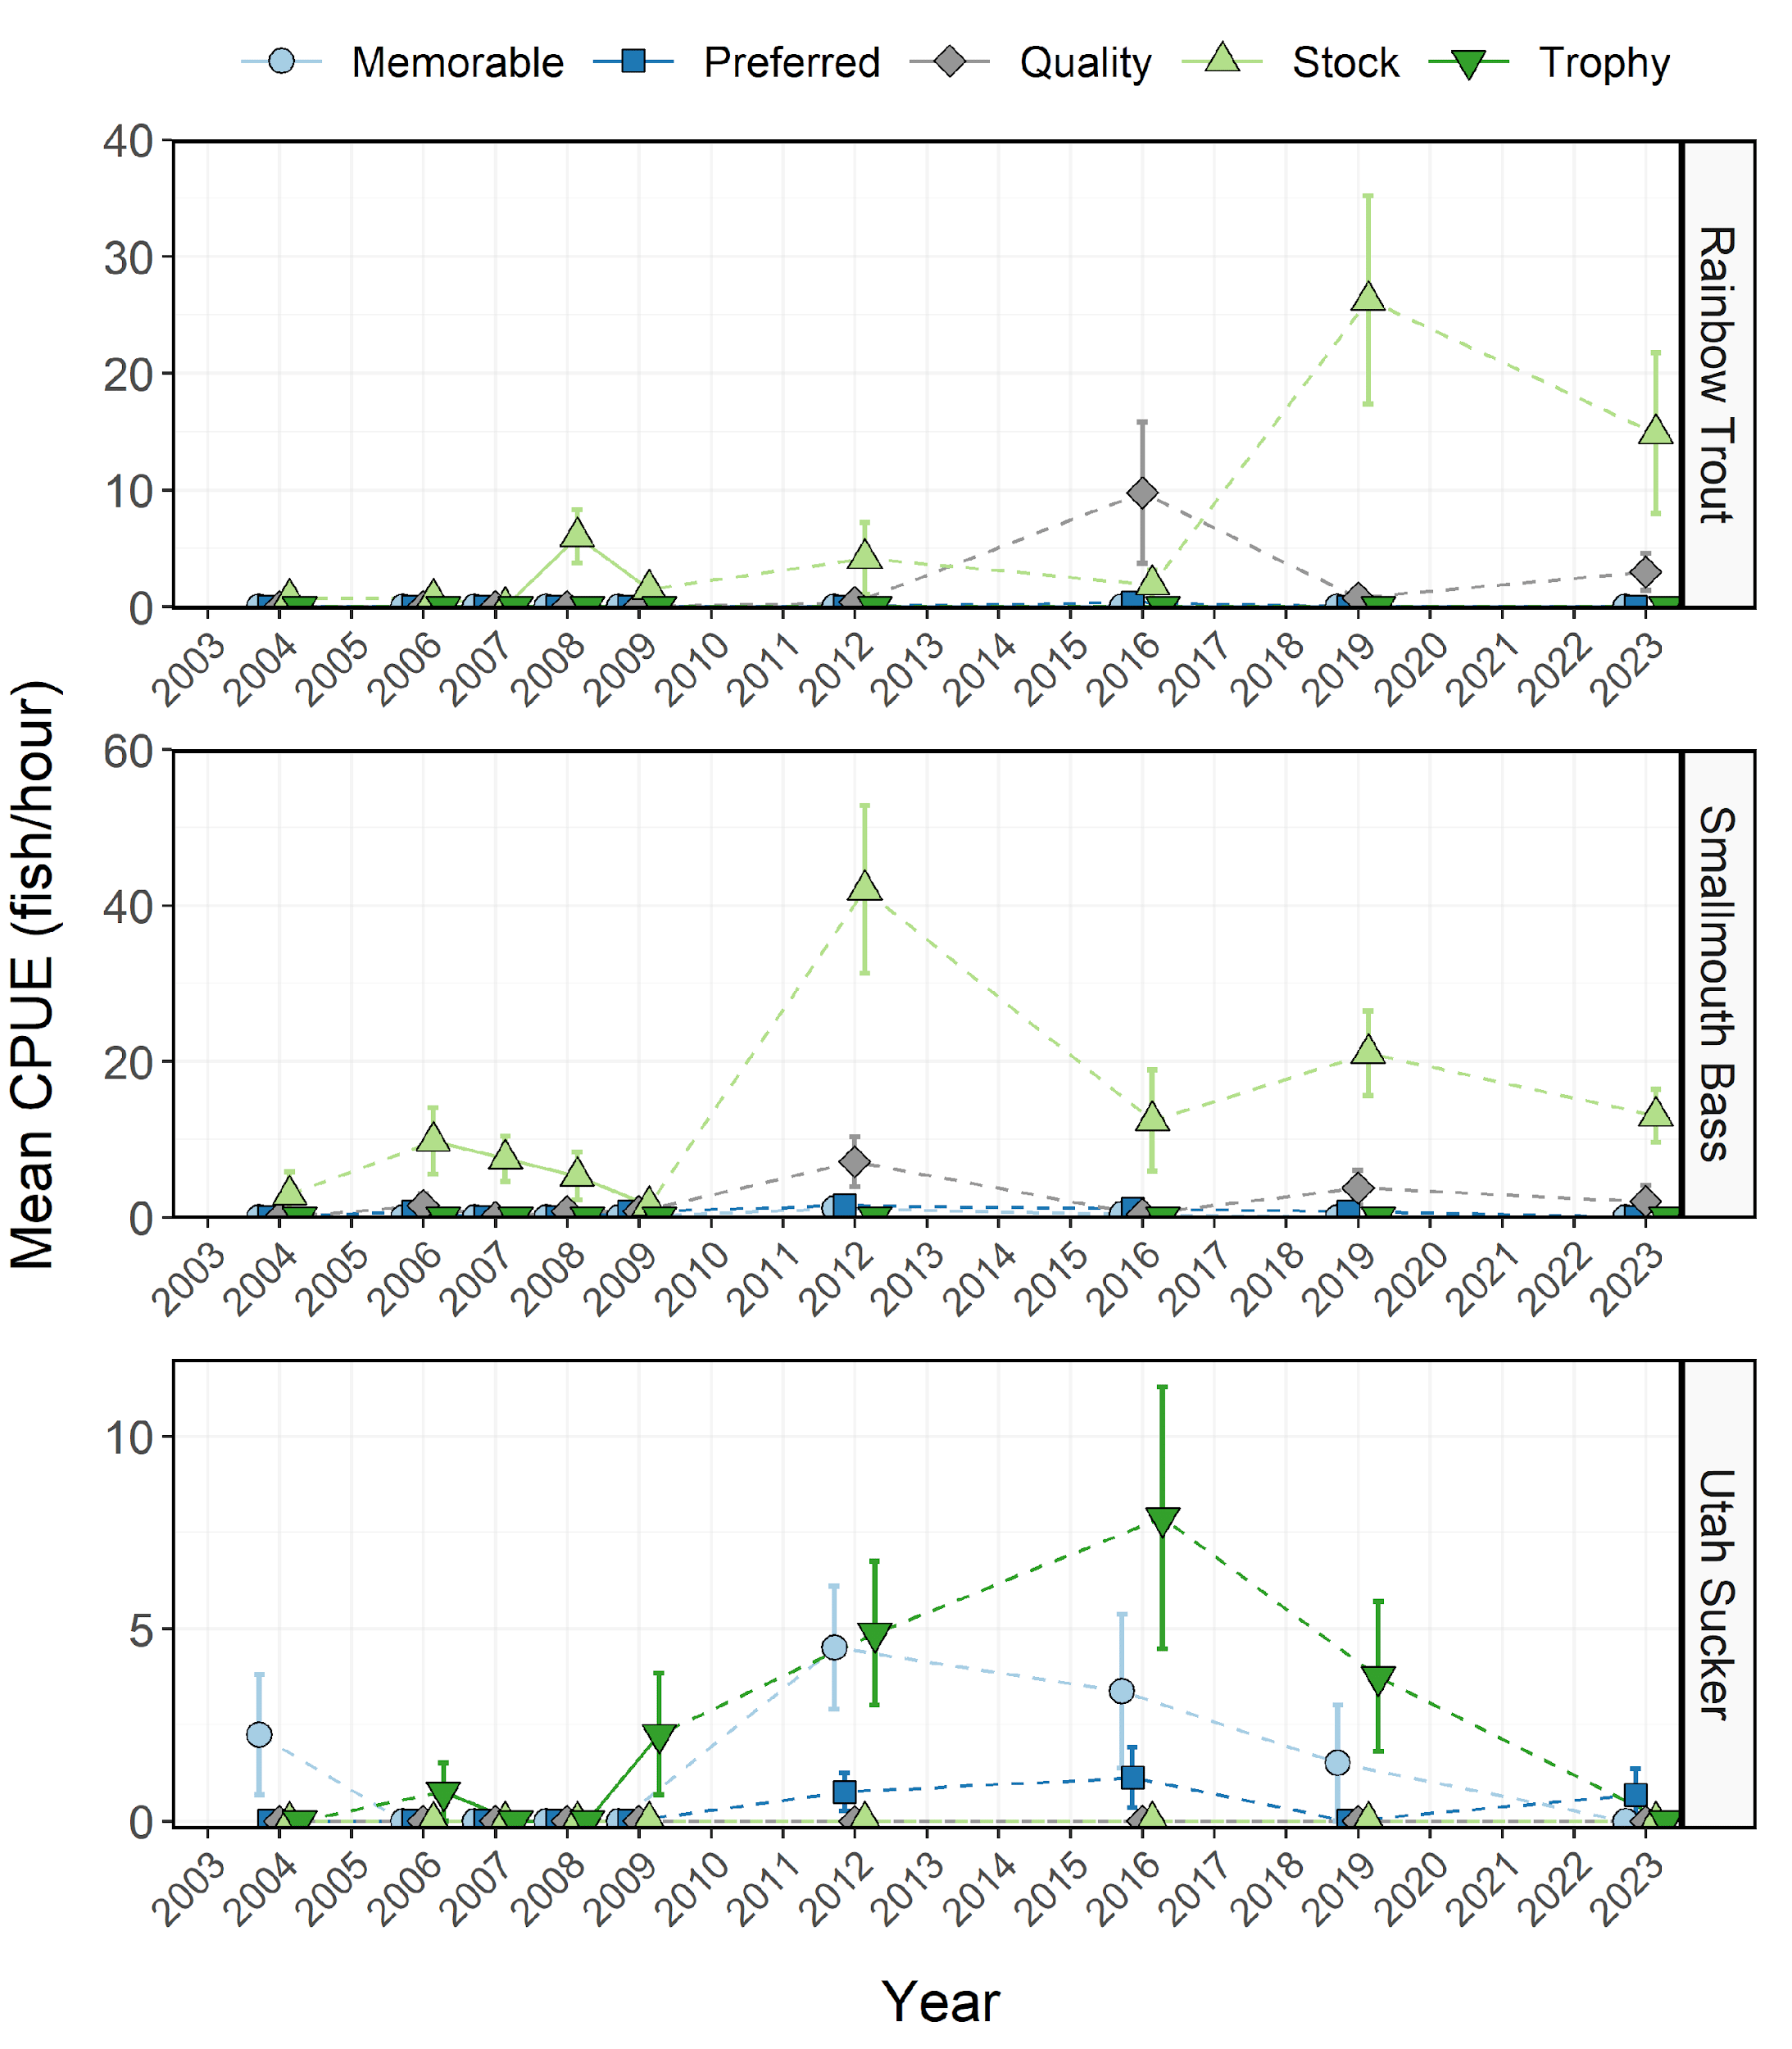 Memorable Preferred Quality Stock Trophy
40
30
20
10
0
Rainbow Trout
2003 2004 2005 2006 2007 2008 2009 2010 2011 2012 2013 2014 2015 2016 2017 2018 2019 2020 2021 2022 2023
Mean CPUE (fish/hour)
60
40
20
0
Smallmouth Bass
2003 2004 2005 2006 2007 2008 2009 2010 2011 2012 2013 2014 2015 2016 2017 2018 2019 2020 2021 2022 2023
10
5
0
Utah Sucker
2003 2004 2005 2006 2007 2008 2009 2010 2011 2012 2013 2014 2015 2016 2017 2018 2019 2020 2021 2022 2023
Year